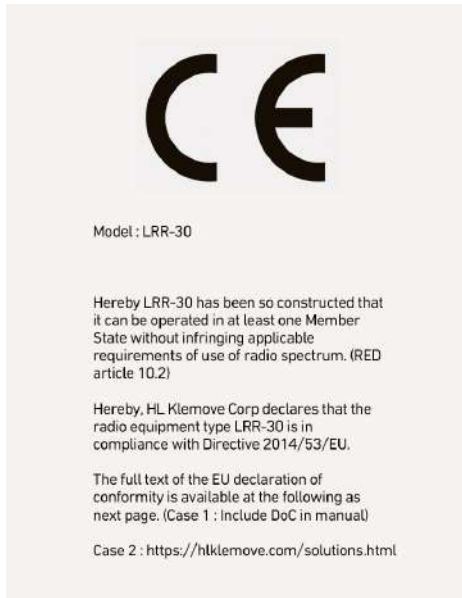 CE
Model : LRR-30
Hereby LRR-30 has been so constructed that
it can be operated in at least one Member
State without infringing applicable
requirements of use of radio spectrum. (RED
article 10.2)
Hereby, HL Klemove Corp declares that the
radio equipment type LRR-30 is in
compliance with Directive 2014/53/EU.
The full text of the EU declaration of
conformity is available at the following as
next page. (Case 1 : Include DoC in manual)
Case 2 : https://hlklemove.com/solutions.html